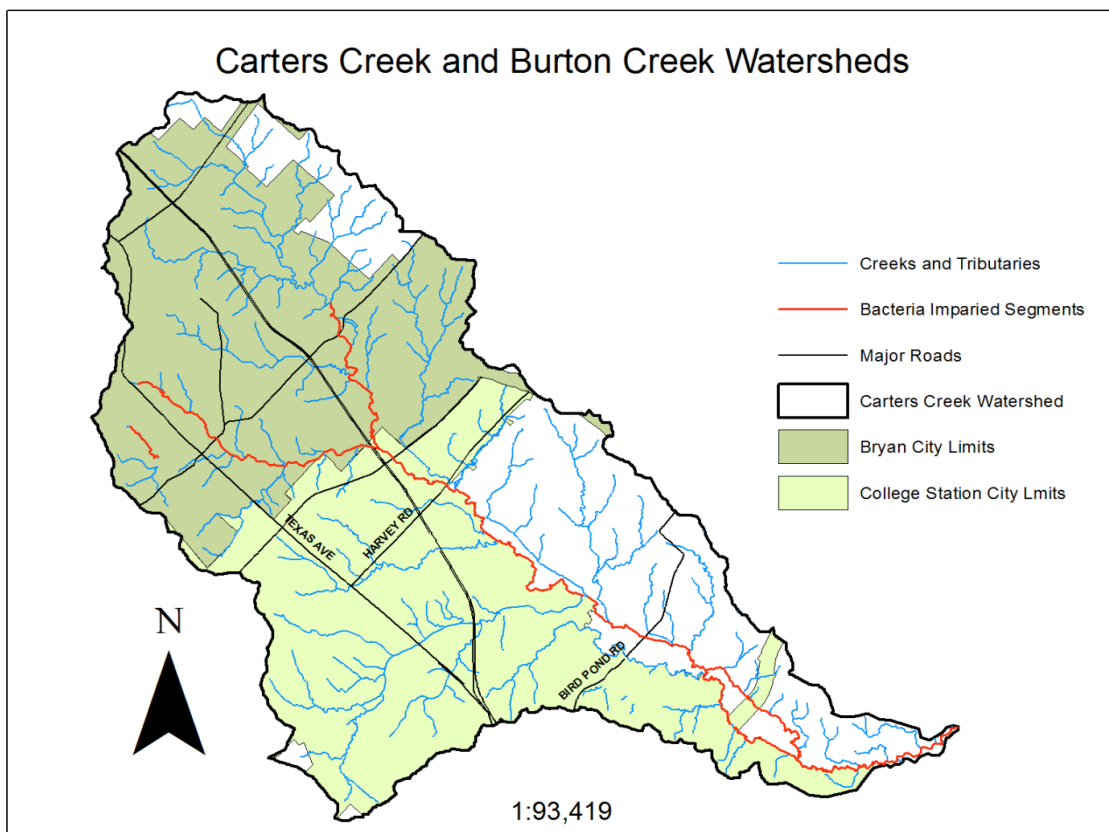 Carters Creek and Burton Creek Watersheds
Creeks and Tributaries
Bacteria Imparied Segments
Major Roads
Carters Creek Watershed
Bryan City Limits
College Station City Lmits
TEXAS AVE
HARVEY RD
BIRD POND RD
N
1:93,419